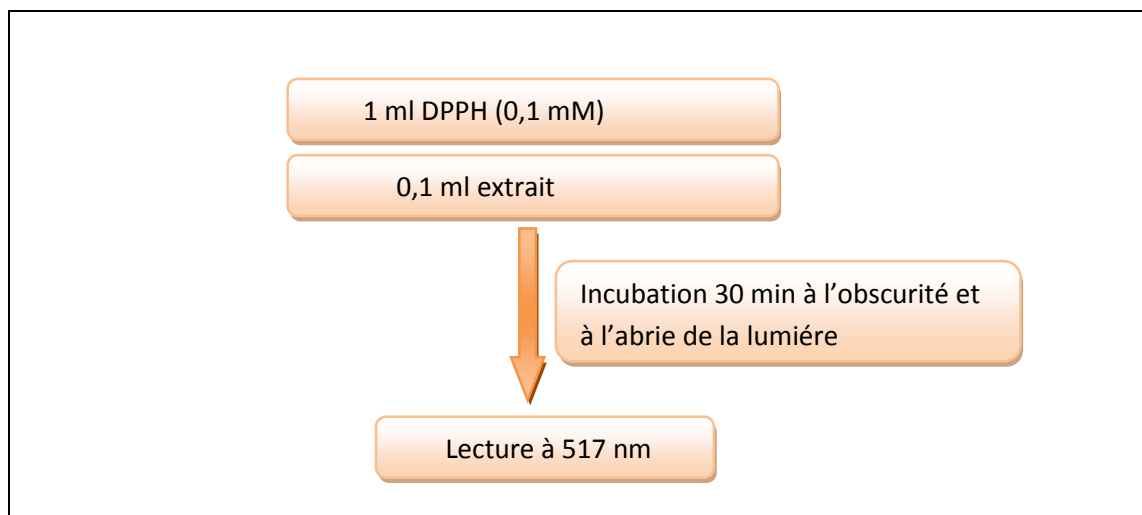 1 ml DPPH (0,1 mM)
0,1 ml extrait
Incubation 30 min à l’obscurité et
à l’abrie de la lumiére
Lecture à 517 nm